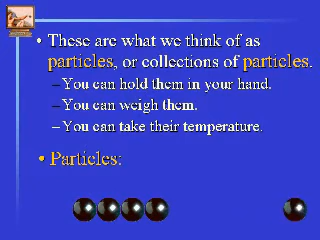 • These are what we think of as
particles, or collections of particles.
– You can hold them in your hand.
– You can weigh them.
– You can take their temperature.
• Particles: